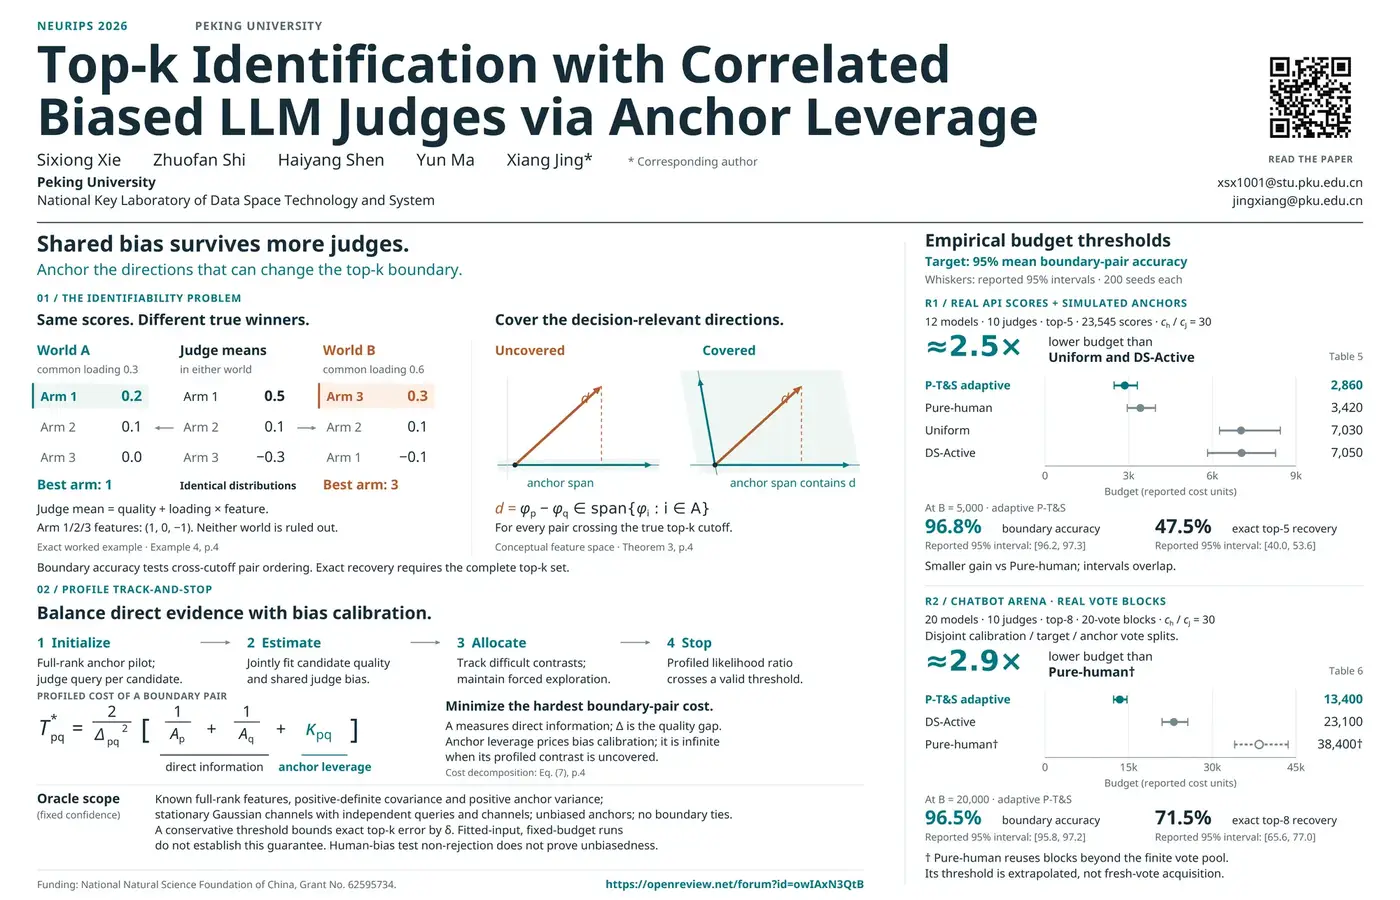 NEURIPS 2026 PEKING UNIVERSITY
Top-k Identification with Correlated
Biased LLM Judges via Anchor Leverage
Sixiong Xie Zhuofan Shi Haiyang Shen Yun Ma Xiang Jing* * Corresponding author
Peking University
National Key Laboratory of Data Space Technology and System
READ THE PAPER
xsx1001@stu.pku.edu.cn
jingxiang@pku.edu.cn
Shared bias survives more judges.
Anchor the directions that can change the top-k boundary.
01 / THE IDENTIFIABILITY PROBLEM
Same scores. Different true winners.
World A Judge means World B
common loading 0.3 in either world common loading 0.6
Arm 1 0.2 Arm 1 0.5 Arm 3 0.3
Arm 2 0.1 ← Arm 2 0.1 → Arm 2 0.1
Arm 3 0.0 Arm 3 −0.3 Arm 1 −0.1
Best arm: 1 Identical distributions Best arm: 3
Judge mean = quality + loading × feature.
Arm 1/2/3 features: (1, 0, −1). Neither world is ruled out.
Exact worked example · Example 4, p.4
Cover the decision-relevant directions.
Uncovered Covered
d d
anchor span anchor span contains d
d = φp − φq ∈ span{φi : i ∈ A}
For every pair crossing the true top-k cutoff.
Conceptual feature space · Theorem 3, p.4
Boundary accuracy tests cross-cutoff pair ordering. Exact recovery requires the complete top-k set.
02 / PROFILE TRACK-AND-STOP
Balance direct evidence with bias calibration.
1 Initialize → 2 Estimate → 3 Allocate → 4 Stop
Full-rank anchor pilot; Jointly fit candidate quality Track difficult contrasts; Profiled likelihood ratio
judge query per candidate. and shared judge bias. maintain forced exploration. crosses a valid threshold.
PROFILED COST OF A BOUNDARY PAIR
T*pq = 2/Δpq² [ 1/Ap + 1/Aq + κpq ]
direct information anchor leverage
Minimize the hardest boundary-pair cost.
A measures direct information; Δ is the quality gap.
Anchor leverage prices bias calibration; it is infinite
when its profiled contrast is uncovered.
Cost decomposition: Eq. (7), p.4
Oracle scope
(fixed confidence)
Known full-rank features, positive-definite covariance and positive anchor variance;
stationary Gaussian channels with independent queries and channels; unbiased anchors; no boundary ties.
A conservative threshold bounds exact top-k error by δ. Fitted-input, fixed-budget runs
do not establish this guarantee. Human-bias test non-rejection does not prove unbiasedness.
Funding: National Natural Science Foundation of China, Grant No. 62595734.
https://openreview.net/forum?id=owIAxN3QtB
Empirical budget thresholds
Target: 95% mean boundary-pair accuracy
Whiskers: reported 95% intervals · 200 seeds each
R1 / REAL API SCORES + SIMULATED ANCHORS
12 models · 10 judges · top-5 · 23,545 scores · ch / cj = 30
≈2.5× lower budget than
Uniform and DS-Active
Table 5
P-T&S adaptive 2,860
Pure-human 3,420
Uniform 7,030
DS-Active 7,050
0 3k 6k 9k
Budget (reported cost units)
At B = 5,000 · adaptive P-T&S
96.8% boundary accuracy 47.5% exact top-5 recovery
Reported 95% interval: [96.2, 97.3] Reported 95% interval: [40.0, 53.6]
Smaller gain vs Pure-human; intervals overlap.
R2 / CHATBOT ARENA · REAL VOTE BLOCKS
20 models · 10 judges · top-8 · 20-vote blocks · ch / cj = 30
Disjoint calibration / target / anchor vote splits.
≈2.9× lower budget than
Pure-human†
Table 6
P-T&S adaptive 13,400
DS-Active 23,100
Pure-human† 38,400†
0 15k 30k 45k
Budget (reported cost units)
At B = 20,000 · adaptive P-T&S
96.5% boundary accuracy 71.5% exact top-8 recovery
Reported 95% interval: [95.8, 97.2] Reported 95% interval: [65.6, 77.0]
† Pure-human reuses blocks beyond the finite vote pool.
Its threshold is extrapolated, not fresh-vote acquisition.